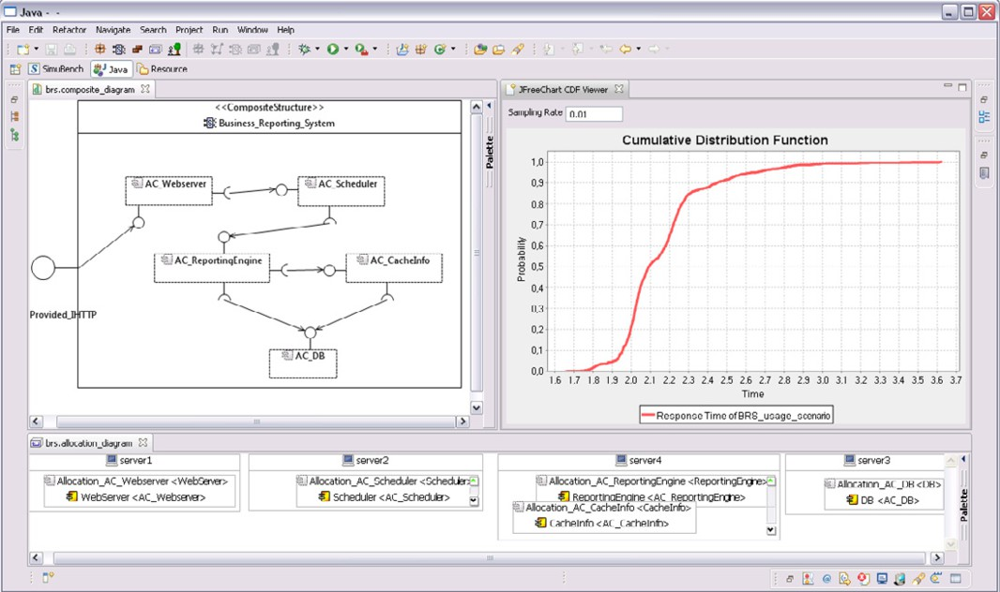 Java - -
File Edit Refactor Navigate Search Project Run Window Help
SimuBench Java Resource
brs.composite_diagram
<<CompositeStructure>>
Business_Reporting_System
AC_Webserver
AC_Scheduler
AC_ReportingEngine
AC_CacheInfo
Provided_IHTTP
AC_DB
Palette
JFreeChart CDF Viewer
Sampling Rate 0.01
Cumulative Distribution Function
Probability
1,0
0,9
0,8
0,7
0,6
0,5
0,4
0,3
0,2
0,1
0,0
1.6 1.7 1.8 1.9 2.0 2.1 2.2 2.3 2.4 2.5 2.6 2.7 2.8 2.9 3.0 3.1 3.2 3.3 3.4 3.5 3.6 3.7
Time
Response Time of BRS_usage_scenario
brs.allocation_diagram
server1
Allocation_AC_Webserver <WebServer>
WebServer <AC_Webserver>
server2
Allocation_AC_Scheduler <Scheduler>
Scheduler <AC_Scheduler>
server4
Allocation_AC_ReportingEngine <ReportingEngine>
ReportingEngine <AC_ReportingEngine>
Allocation_AC_CacheInfo <CacheInfo>
CacheInfo <AC_CacheInfo>
server3
Allocation_AC_DB <DB>
DB <AC_DB>
Palette